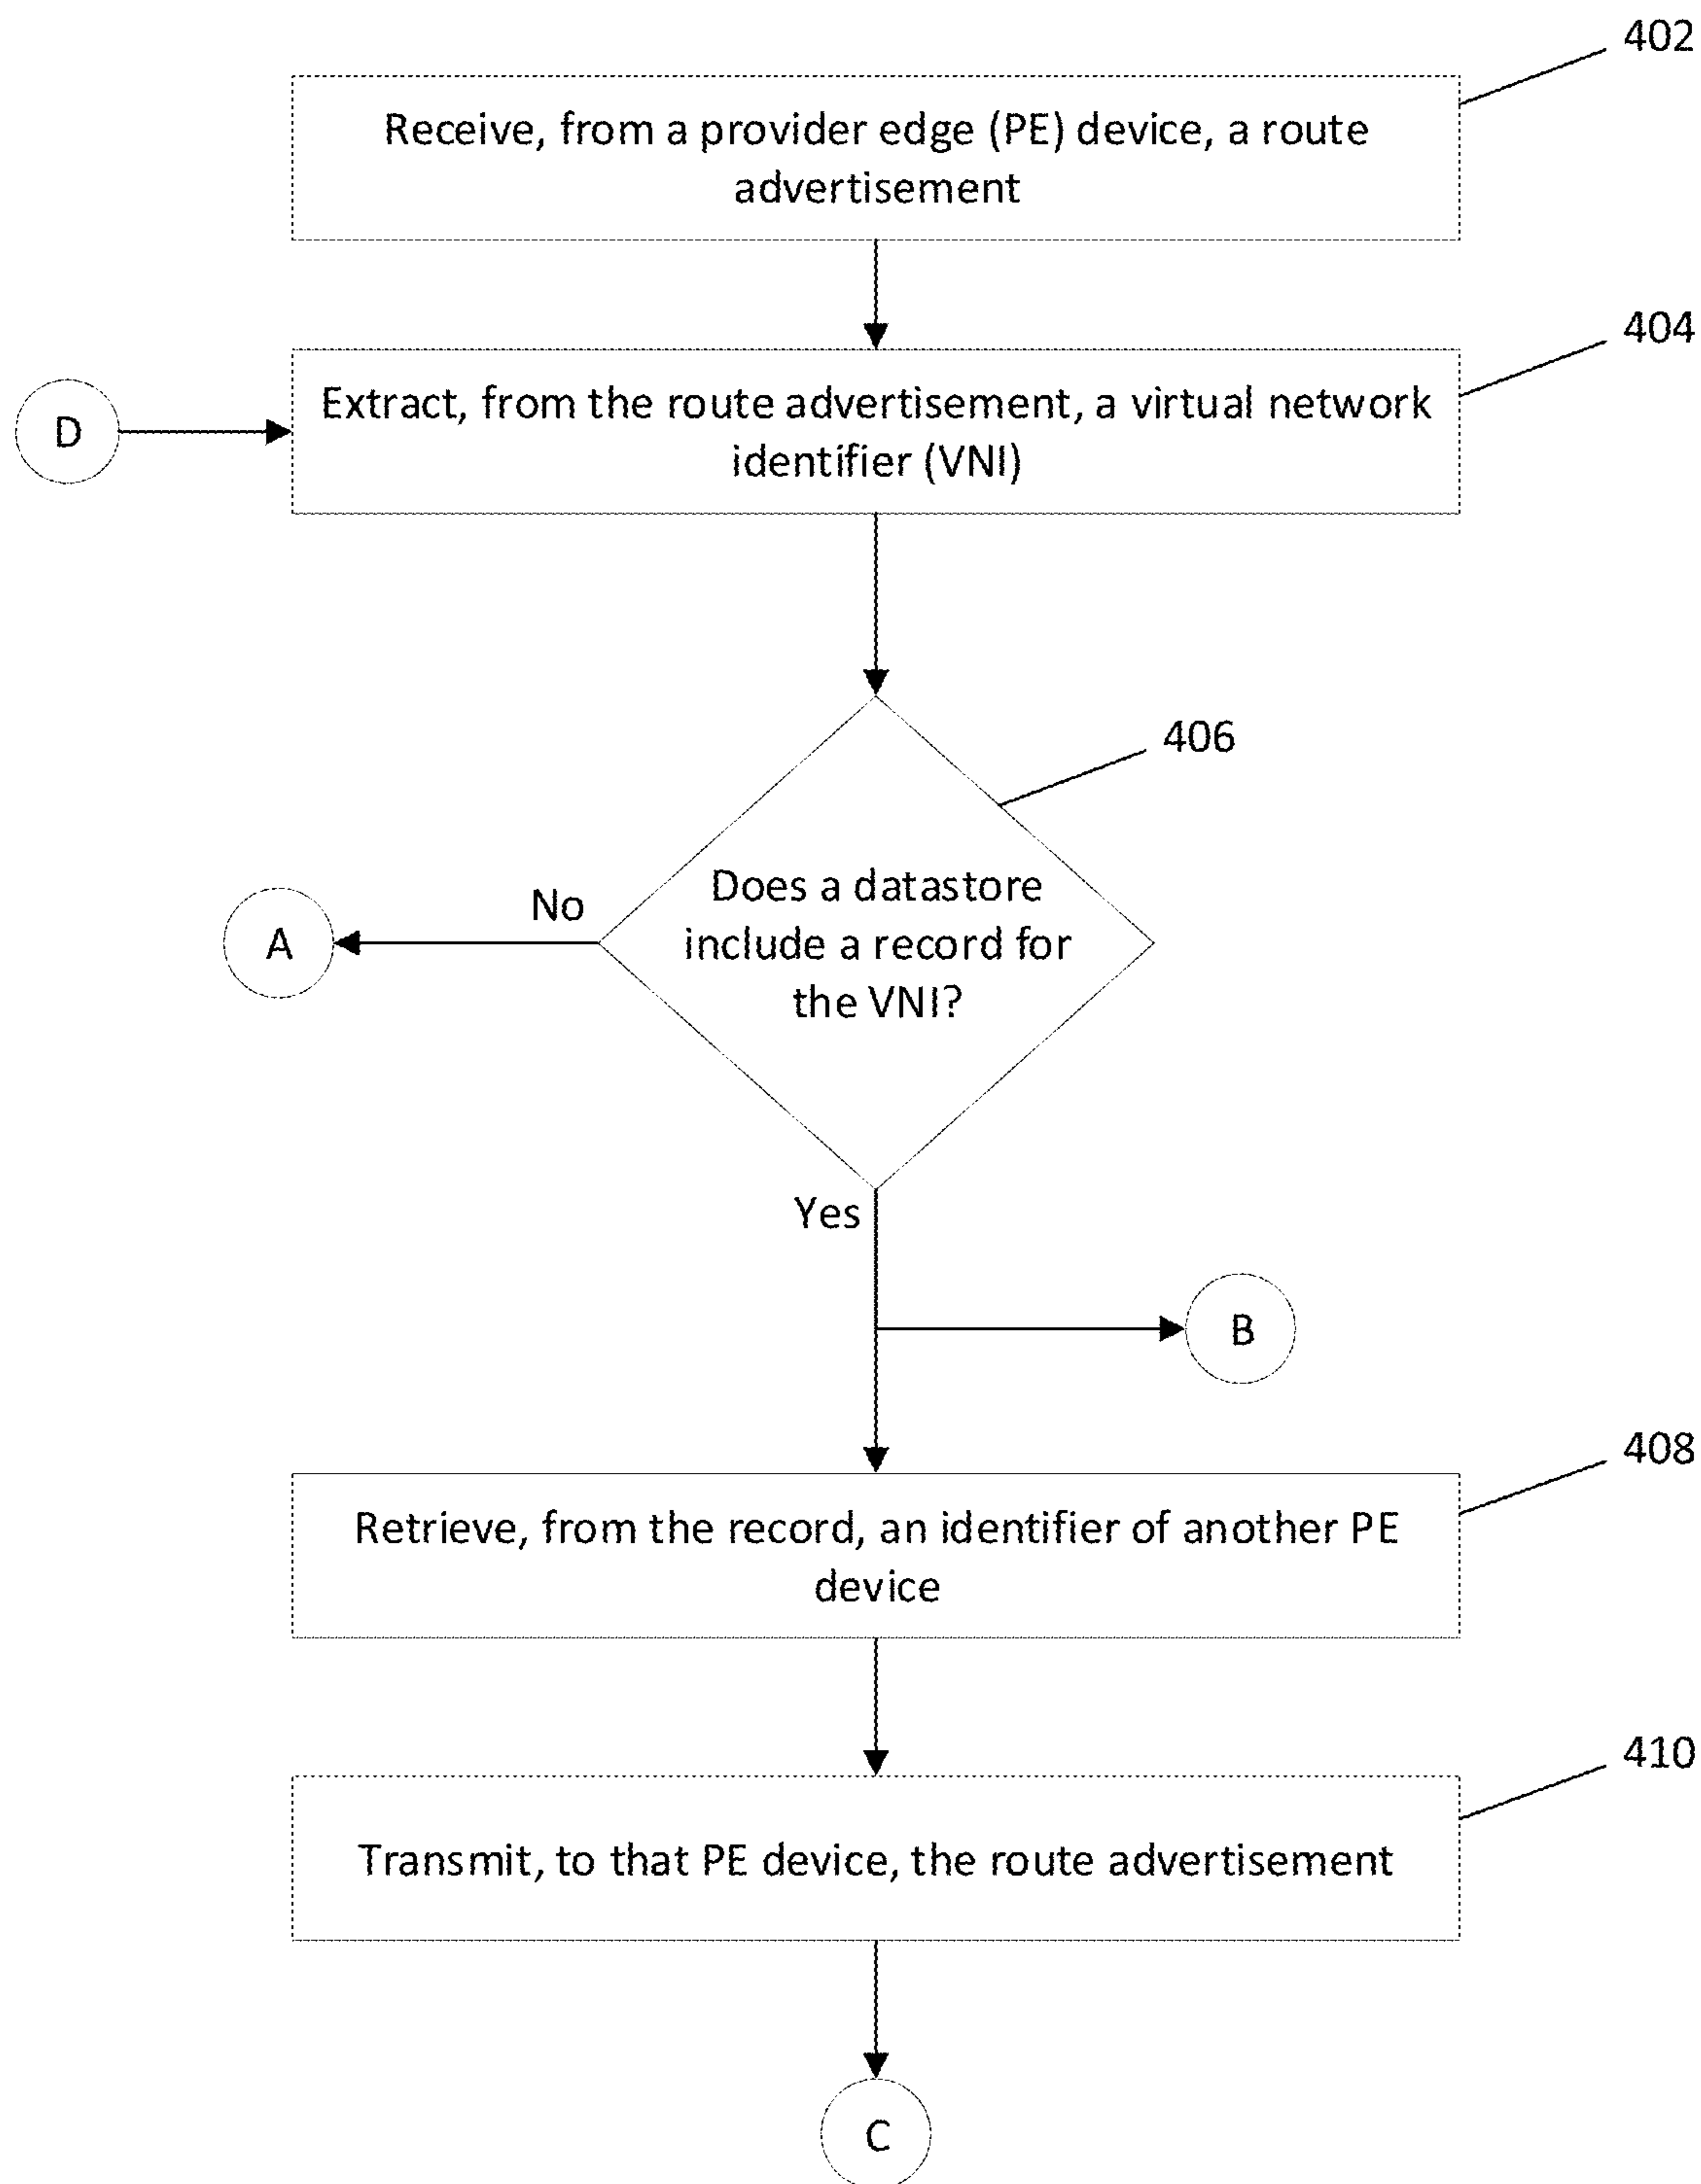 402
Receive, from a provider edge (PE) device, a route
advertisement
404
D
Extract, from the route advertisement, a virtual network
identifier (VNI)
406
Does a datastore
include a record for
the VNI?
No
A
Yes
B
408
Retrieve, from the record, an identifier of another PE
device
410
Transmit, to that PE device, the route advertisement
C